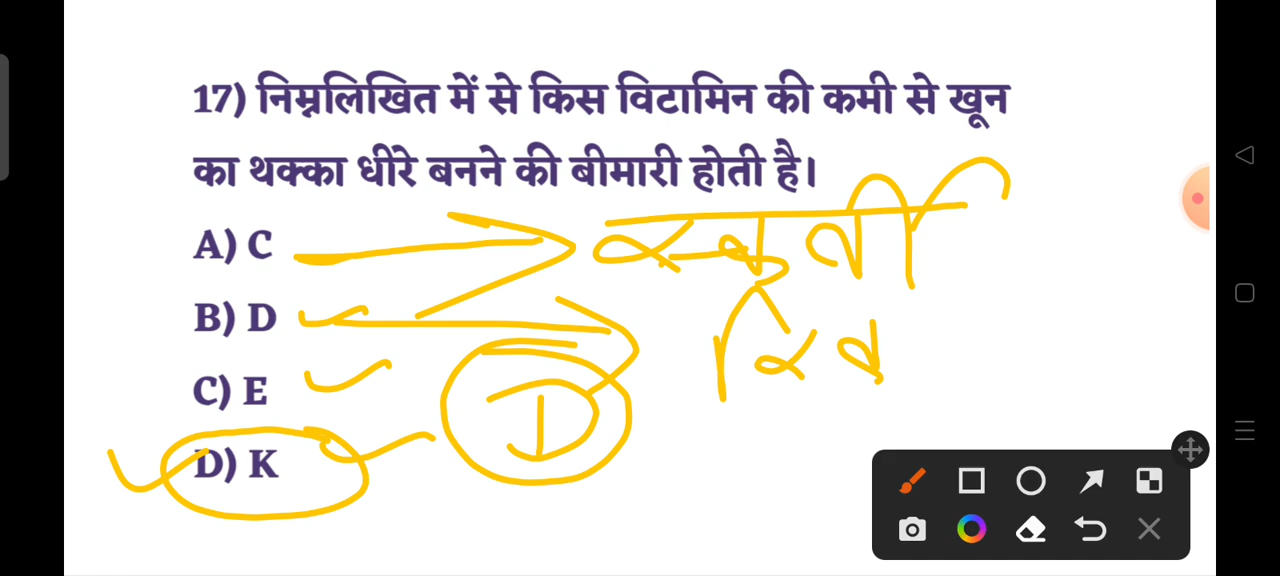 17) निम्नलिखित में से किस विटामिन की कमी से खून
का थक्का धीरे बनने की बीमारी होती है।
A) C
स्कर्वी
B) D
रिक
C) E
D
D) K